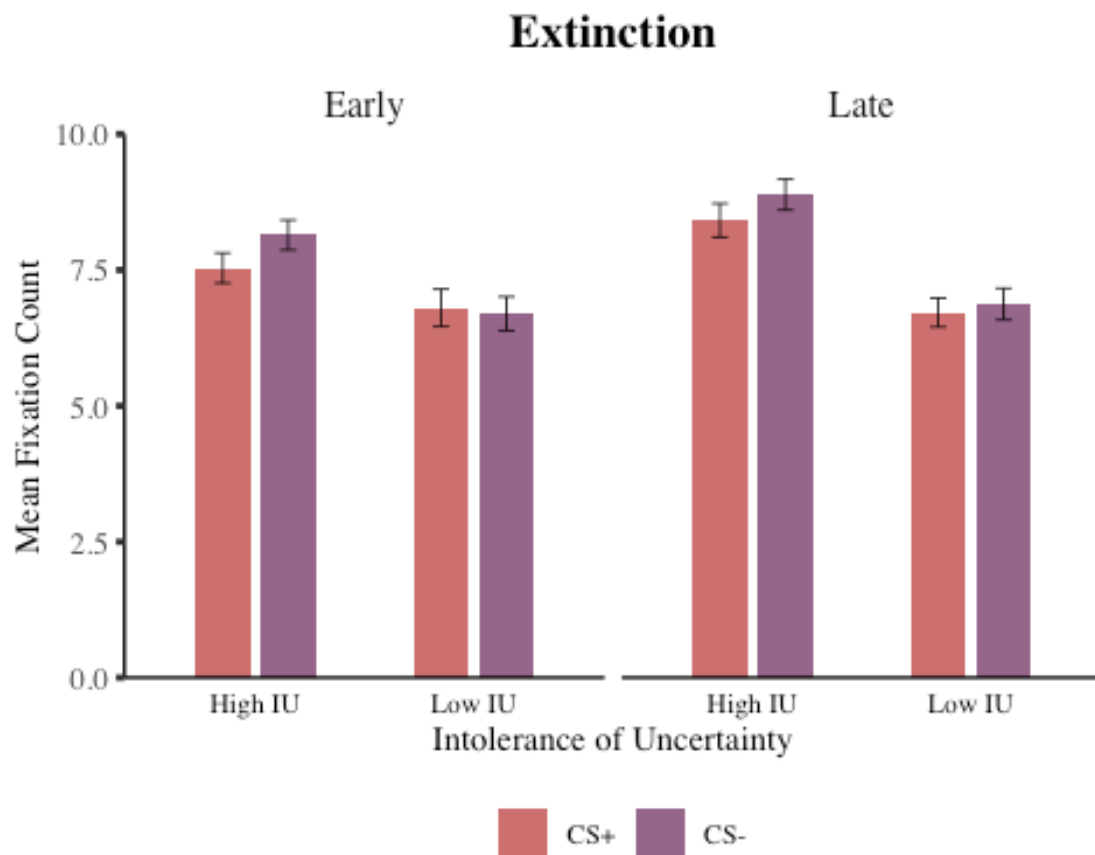 Extinction
Early
Late
Mean Fixation Count
10.0
7.5
5.0
2.5
0.0
High IU
Low IU
High IU
Low IU
Intolerance of Uncertainty
CS+
CS-